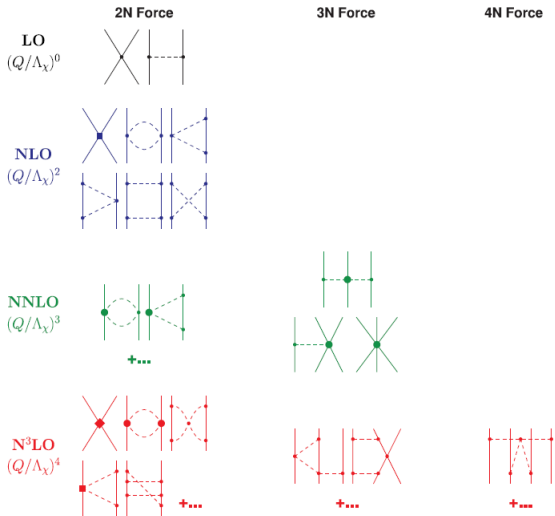 2N Force 3N Force 4N Force
LO
(Q/Λχ)⁰
NLO
(Q/Λχ)²
NNLO
(Q/Λχ)³
+...
N³LO
(Q/Λχ)⁴
+... +... +...